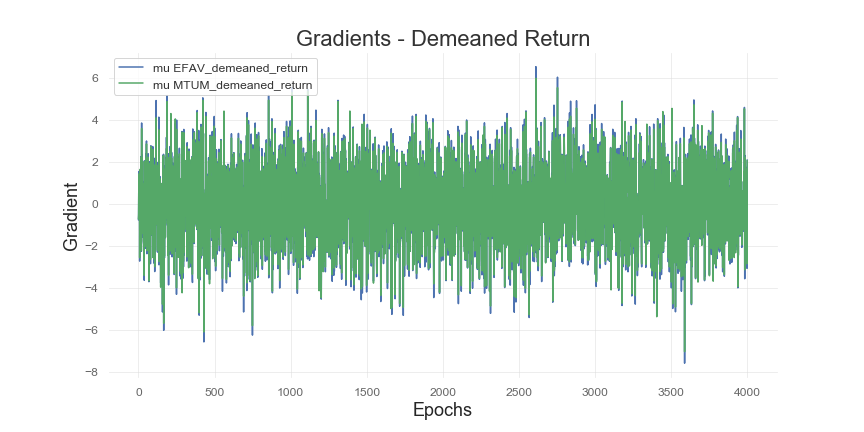 Gradients - Demeaned Return
mu EFAV_demeaned_return
mu MTUM_demeaned_return
6
4
2
0
−2
−4
−6
−8
Gradient
0 500 1000 1500 2000 2500 3000 3500 4000
Epochs